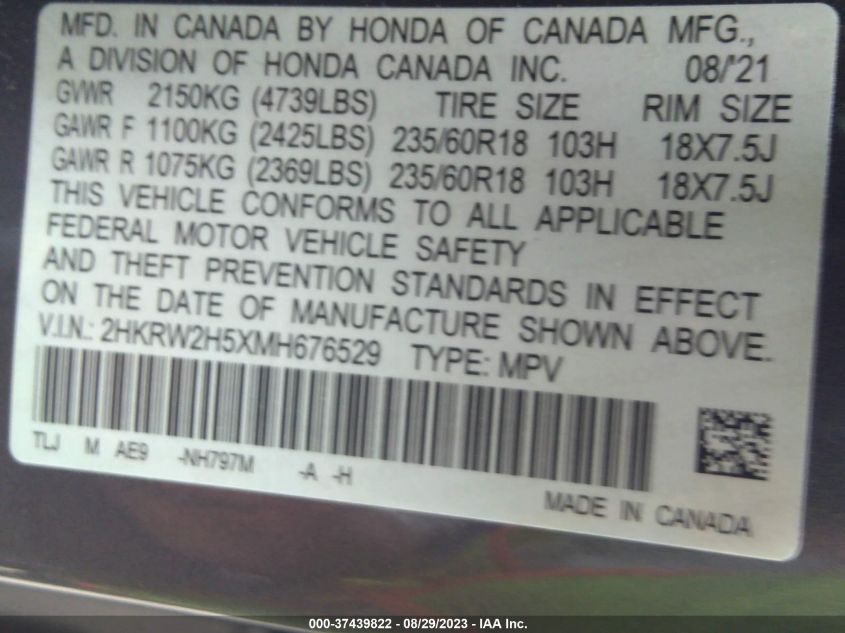 MFD. IN CANADA BY HONDA OF CANADA MFG.,
A DIVISION OF HONDA CANADA INC. 08/'21
GVWR 2150KG (4739LBS) TIRE SIZE RIM SIZE
GAWR F 1100KG (2425LBS) 235/60R18 103H 18X7.5J
GAWR R 1075KG (2369LBS) 235/60R18 103H 18X7.5J
THIS VEHICLE CONFORMS TO ALL APPLICABLE
FEDERAL MOTOR VEHICLE SAFETY
AND THEFT PREVENTION STANDARDS IN EFFECT
ON THE DATE OF MANUFACTURE SHOWN ABOVE.
V.I.N.: 2HKRW2H5XMH676529 TYPE: MPV
TLJ M AE9 -NH797M -A -H
MADE IN CANADA
000-37439822 - 08/29/2023 - IAA Inc.